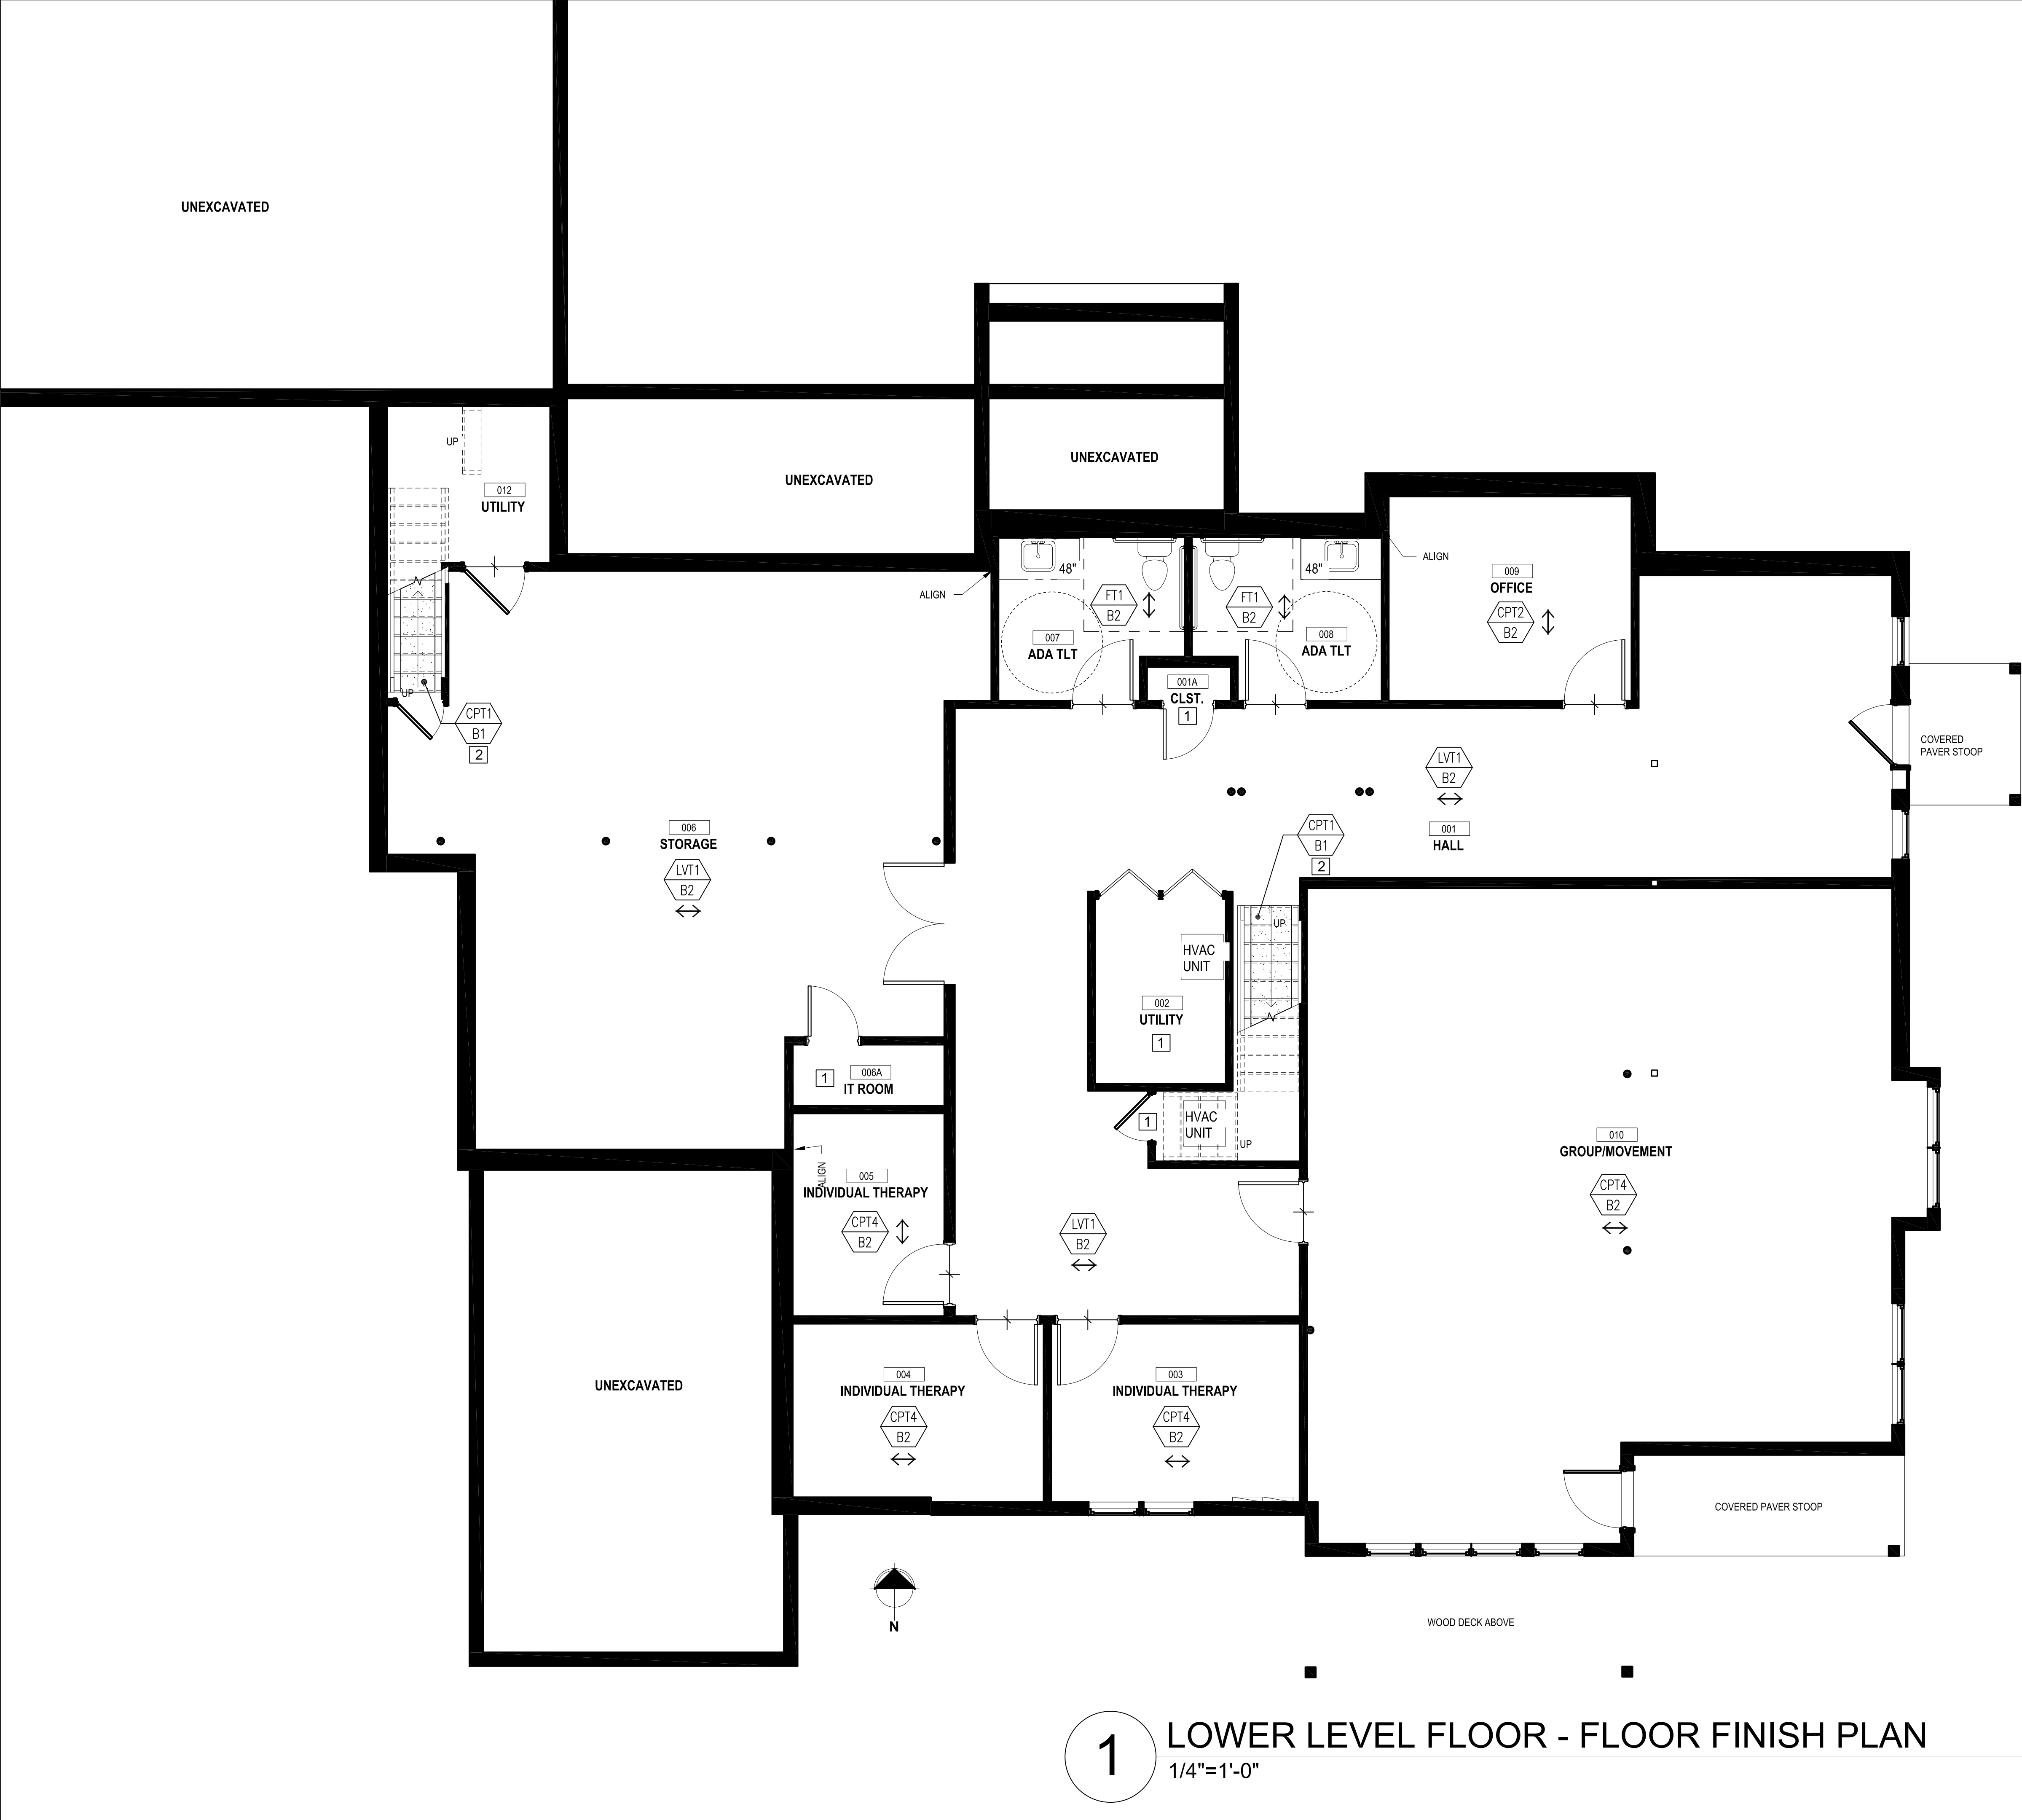 UNEXCAVATED
UP
012
UTILITY
UNEXCAVATED
UNEXCAVATED
UP
CPT1
B1
2
ALIGN
48"
FT1
B2
007
ADA TLT
48"
FT1
B2
008
ADA TLT
001A
CLST.
1
ALIGN
009
OFFICE
CPT2
B2
COVERED
PAVER STOOP
LVT1
B2
001
HALL
CPT1
B1
2
006
STORAGE
LVT1
B2
UP
HVAC
UNIT
002
UTILITY
1
1
006A
IT ROOM
1
HVAC
UNIT
UP
ALIGN
005
INDIVIDUAL THERAPY
CPT4
B2
LVT1
B2
010
GROUP/MOVEMENT
CPT4
B2
UNEXCAVATED
004
INDIVIDUAL THERAPY
CPT4
B2
003
INDIVIDUAL THERAPY
CPT4
B2
COVERED PAVER STOOP
N
WOOD DECK ABOVE
1
LOWER LEVEL FLOOR - FLOOR FINISH PLAN
1/4"=1'-0"